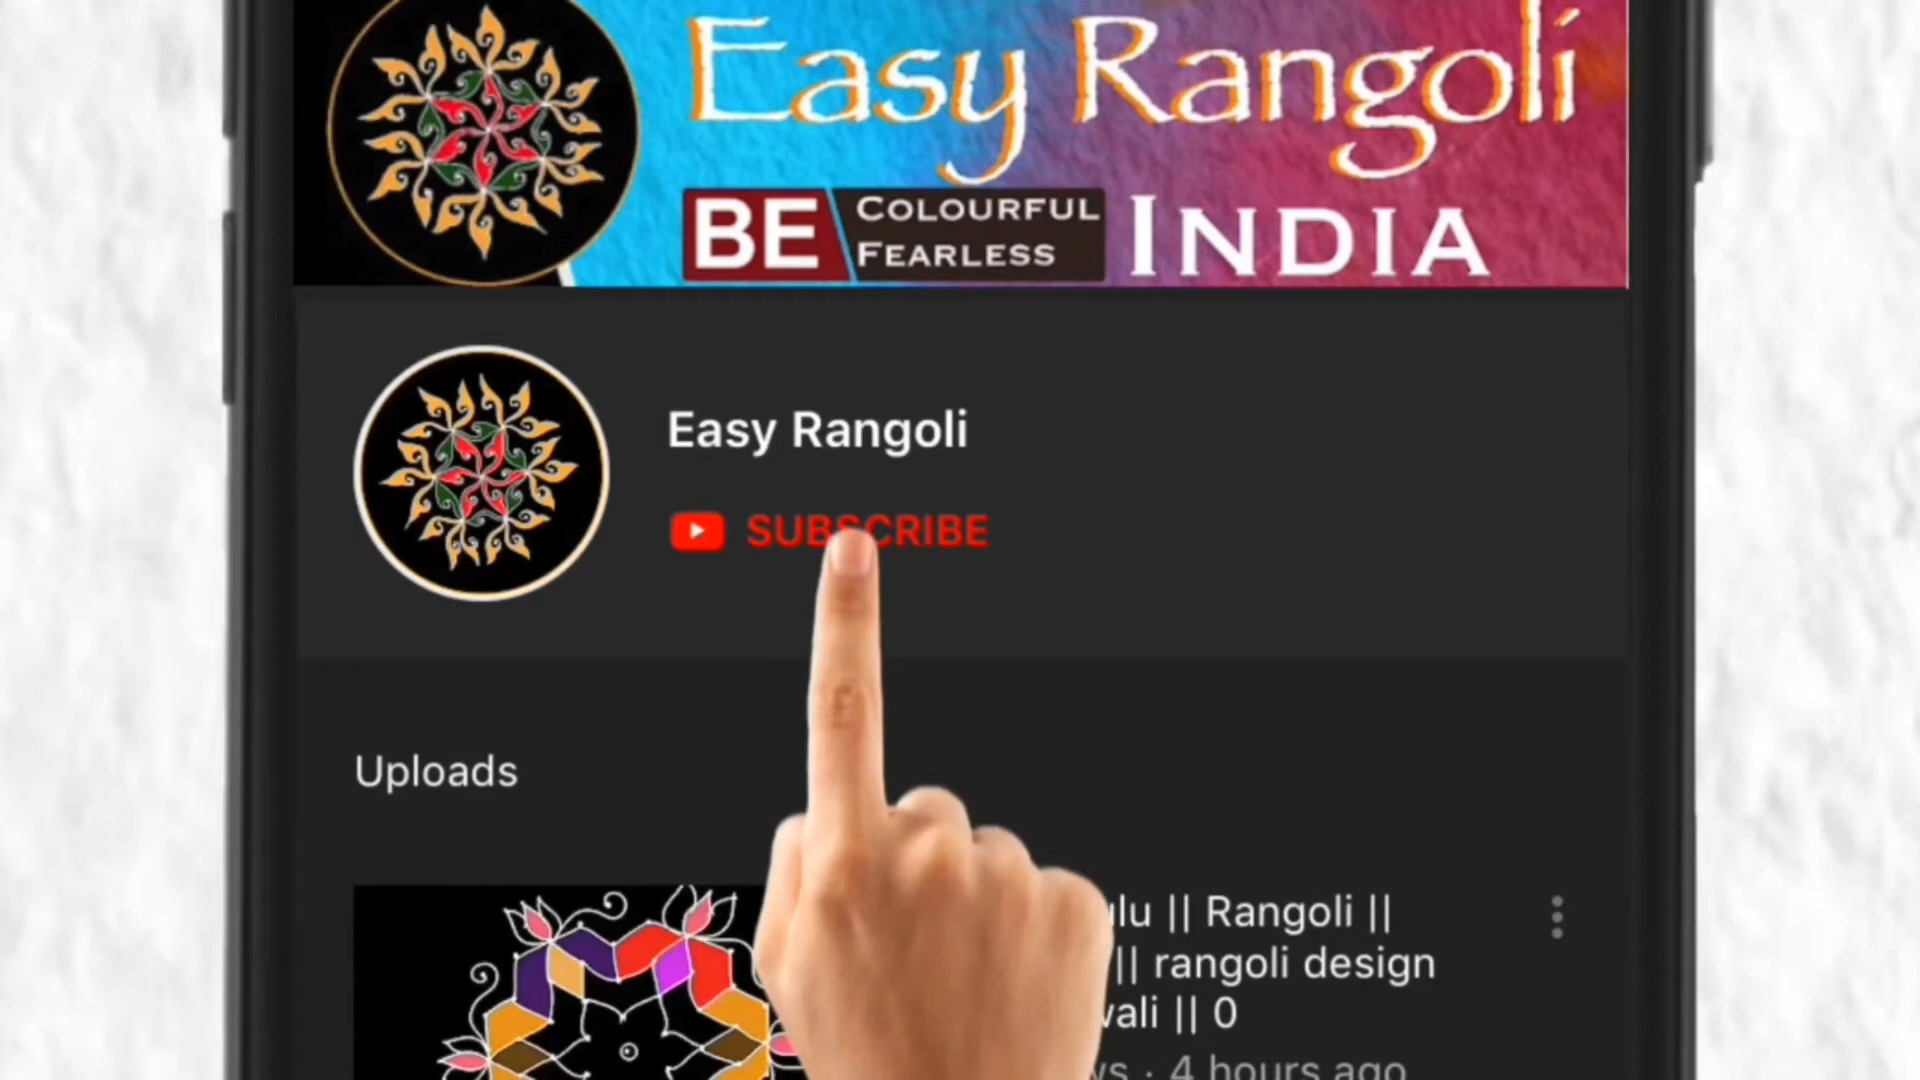 Easy Rangoli
BE COLOURFUL FEARLESS INDIA
Easy Rangoli
SUBSCRIBE
Uploads
|| Rangoli ||
|| rangoli design
|| 0
4 hours ago